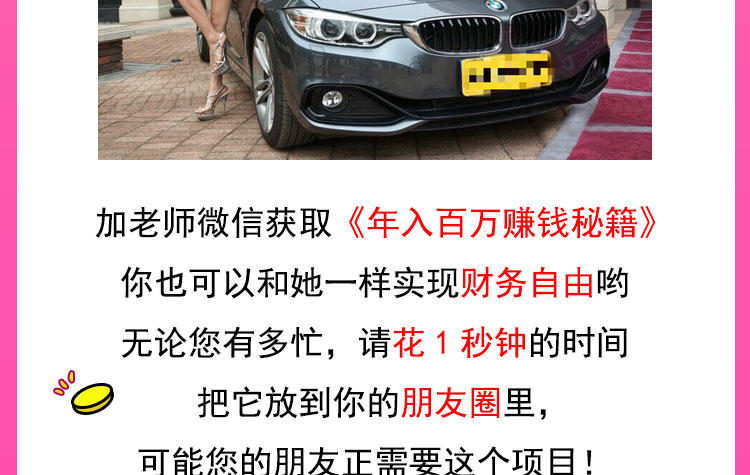 加老师微信获取《年入百万赚钱秘籍》
你也可以和她一样实现财务自由哟
无论您有多忙，请花1秒钟的时间
把它放到你的朋友圈里，
可能您的朋友正需要这个项目！